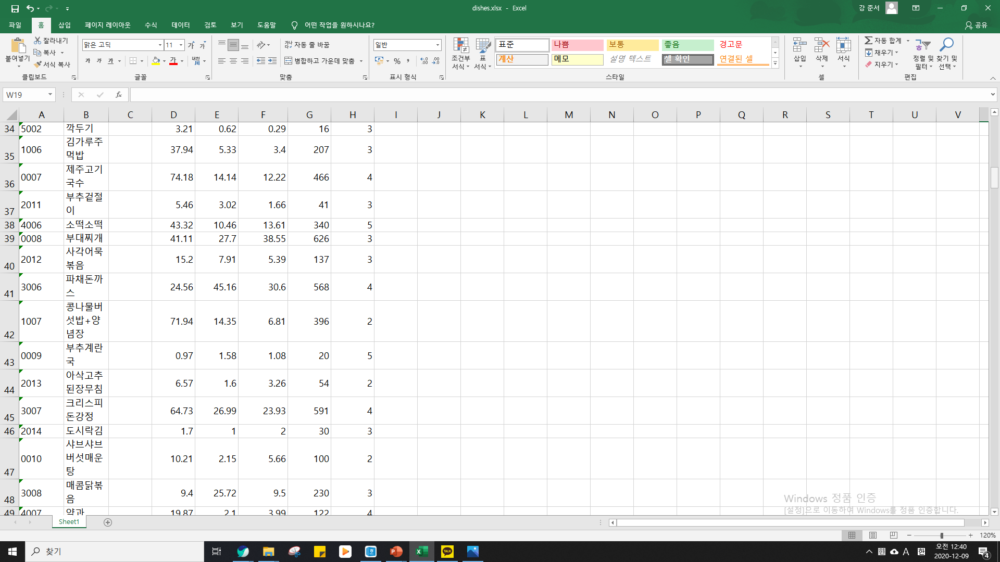 dishes.xlsx - Excel
강 준서
파일 홈 삽입 페이지 레이아웃 수식 데이터 검토 보기 도움말 어떤 작업을 원하시나요? 공유
붙여넣기 잘라내기 복사 서식 복사 클립보드
맑은 고딕 11 가 가 가 가 가 가 내천 글꼴
자동 줄 바꿈 병합하고 가운데 맞춤 맞춤
일반 % 표시 형식
조건부 서식 표 서식
표준 나쁨 보통 좋음 경고문
계산 메모 설명 텍스트 셀 확인 연결된 셀
스타일
삽입 삭제 서식 셀
자동 합계 채우기 지우기 정렬 및 필터 찾기 및 선택 편집
W19 fx
A B C D E F G H I J K L M N O P Q R S T U V
34 5002 깍두기 3.21 0.62 0.29 16 3
35 1006 김가루주먹밥 37.94 5.33 3.4 207 3
36 0007 제주고기국수 74.18 14.14 12.22 466 4
37 2011 부추겉절이 5.46 3.02 1.66 41 3
38 4006 소떡소떡 43.32 10.46 13.61 340 5
39 0008 부대찌개 41.11 27.7 38.55 626 3
40 2012 사각어묵볶음 15.2 7.91 5.39 137 3
41 3006 파채돈까스 24.56 45.16 30.6 568 4
42 1007 콩나물버섯밥+양념장 71.94 14.35 6.81 396 2
43 0009 부추계란국 0.97 1.58 1.08 20 5
44 2013 아삭고추된장무침 6.57 1.6 3.26 54 2
45 3007 크리스피돈강정 64.73 26.99 23.93 591 4
46 2014 도시락김 1.7 1 2 30 3
47 0010 샤브샤브버섯매운탕 10.21 2.15 5.66 100 2
48 3008 매콤닭볶음 9.4 25.72 9.5 230 3
49 4007 약과 19.87 2.1 3.99 122 4
Windows 정품 인증
[설정]으로 이동하여 Windows를 정품 인증합니다.
Sheet1
120%
찾기
TALK
A 한
오전 12:40
2020-12-09
4